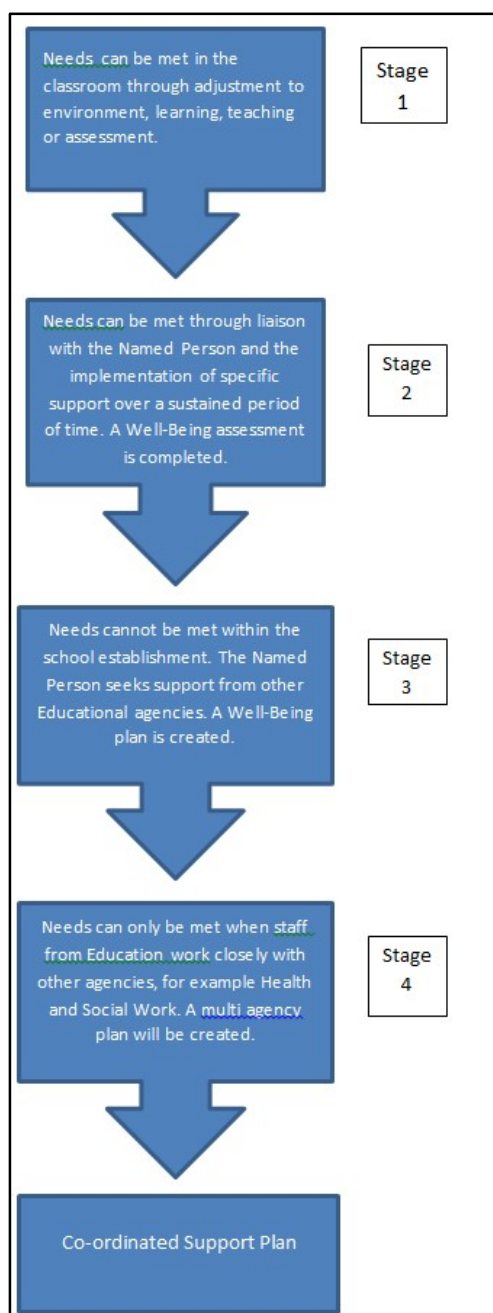 Needs can be met in the
classroom through adjustment to
environment, learning, teaching
or assessment.
Stage
1
Needs can be met through liaison
with the Named Person and the
implementation of specific
support over a sustained period
of time. A Well-Being assessment
is completed.
Stage
2
Needs cannot be met within the
school establishment. The Named
Person seeks support from other
Educational agencies. A Well-Being
plan is created.
Stage
3
Needs can only be met when staff
from Education work closely with
other agencies, for example Health
and Social Work. A multi agency
plan will be created.
Stage
4
Co-ordinated Support Plan